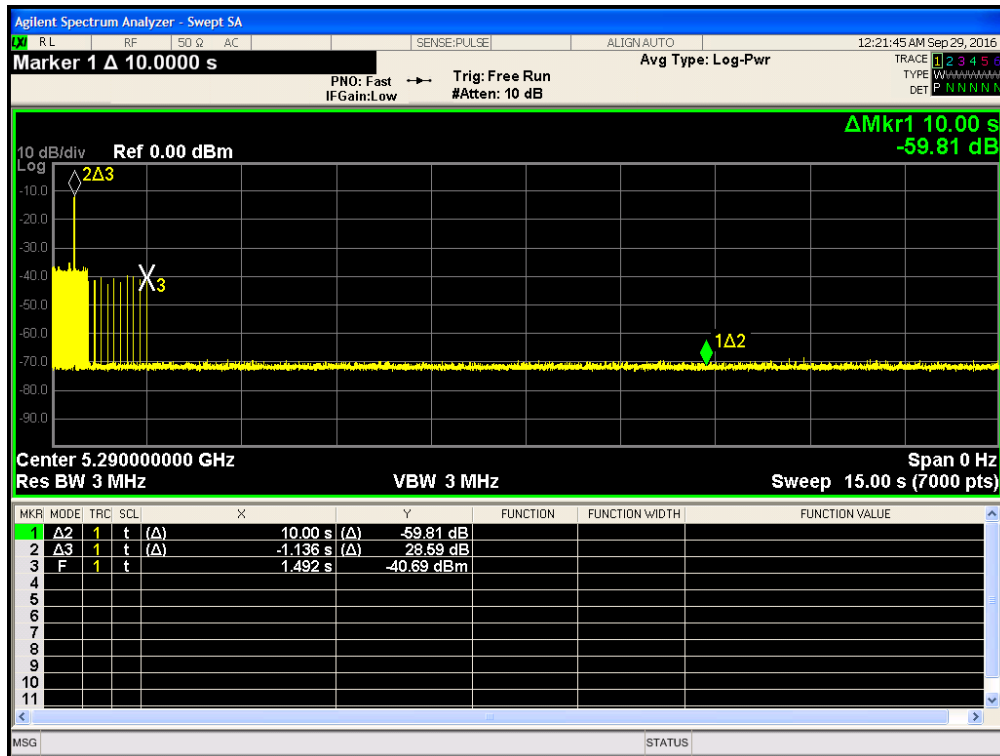 Agilent Spectrum Analyzer - Swept SA
LXI RL RF 50 Ω AC SENSE:PULSE ALIGN AUTO 12:21:45 AM Sep 29, 2016
Marker 1 Δ 10.0000 s
PNO: Fast
IFGain:Low
Trig: Free Run
#Atten: 10 dB
Avg Type: Log-Pwr
TRACE 1 2 3 4 5 6
TYPE
DET P N N N N N
ΔMkr1 10.00 s
-59.81 dB
10 dB/div Ref 0.00 dBm
Log
2Δ3
-10.0
-20.0
-30.0
-40.0
3
-50.0
-60.0
1Δ2
-70.0
-80.0
-90.0
Center 5.290000000 GHz Span 0 Hz
Res BW 3 MHz VBW 3 MHz Sweep 15.00 s (7000 pts)
MKR MODE TRC SCL X Y FUNCTION FUNCTION WIDTH FUNCTION VALUE
1 Δ2 1 t (Δ) 10.00 s (Δ) -59.81 dB
2 Δ3 1 t (Δ) -1.136 s (Δ) 28.59 dB
3 F 1 t 1.492 s -40.69 dBm
4
5
6
7
8
9
10
11
MSG STATUS